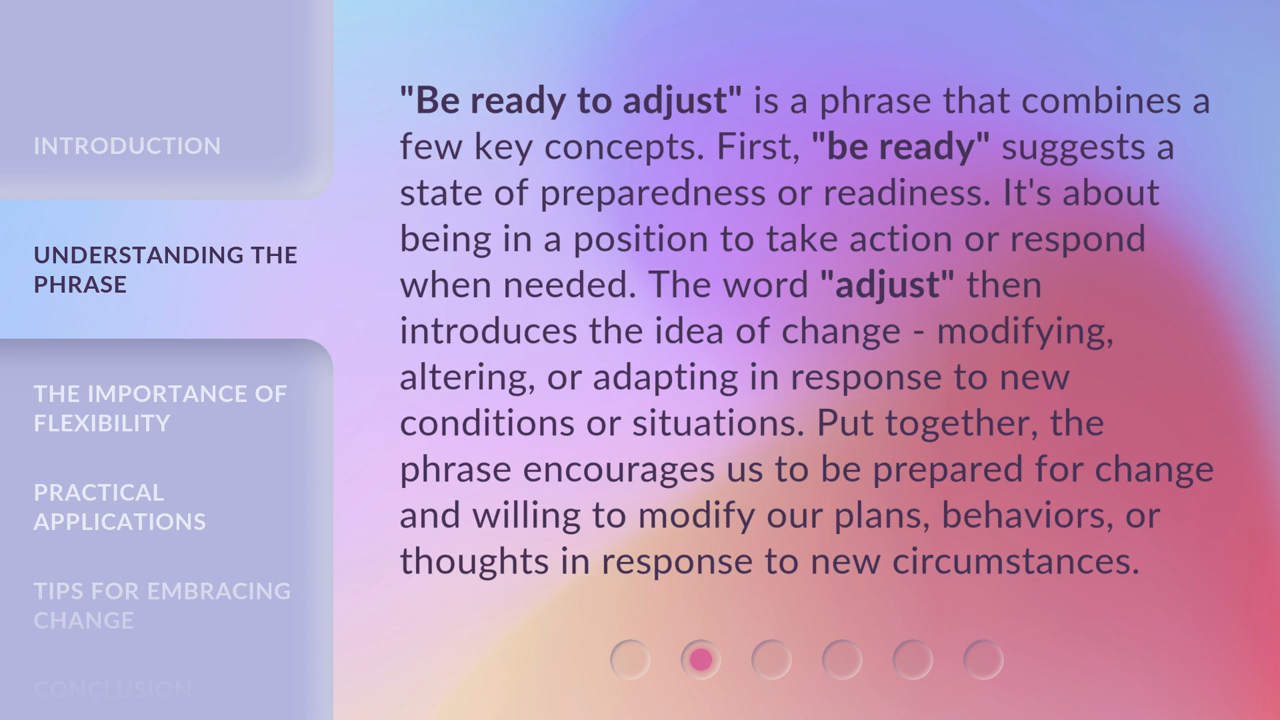 INTRODUCTION
UNDERSTANDING THE
PHRASE
THE IMPORTANCE OF
FLEXIBILITY
PRACTICAL
APPLICATIONS
TIPS FOR EMBRACING
CHANGE
CONCLUSION
"Be ready to adjust" is a phrase that combines a
few key concepts. First, "be ready" suggests a
state of preparedness or readiness. It's about
being in a position to take action or respond
when needed. The word "adjust" then
introduces the idea of change - modifying,
altering, or adapting in response to new
conditions or situations. Put together, the
phrase encourages us to be prepared for change
and willing to modify our plans, behaviors, or
thoughts in response to new circumstances.